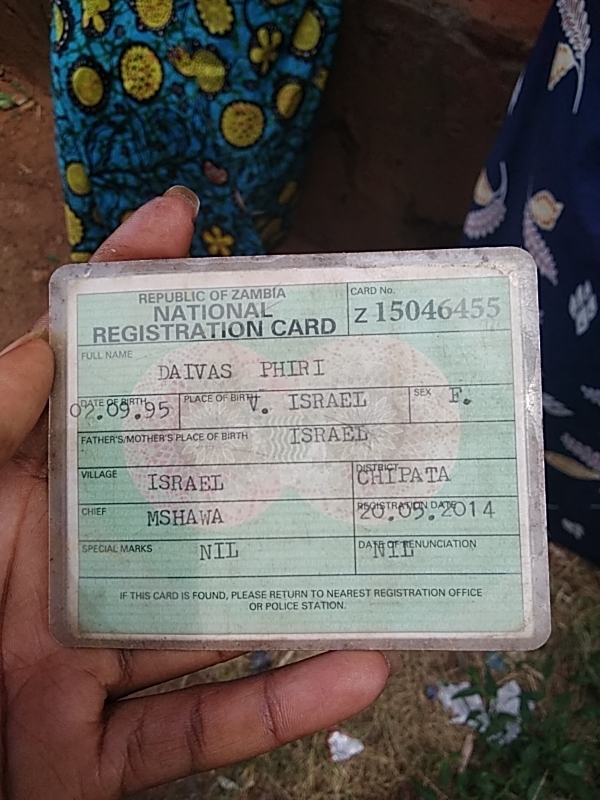 REPUBLIC OF ZAMBIA
NATIONAL
REGISTRATION CARD
CARD No.
Z 15046455
FULL NAME
DAIVAS PHIRI
DATE OF BIRTH
02.09.95
PLACE OF BIRTH
V. ISRAEL
SEX
F.
FATHER'S/MOTHER'S PLACE OF BIRTH
ISRAEL
VILLAGE
ISRAEL
DISTRICT
CHIPATA
CHIEF
MSHAWA
REGISTRATION DATE
20.09.2014
SPECIAL MARKS
NIL
DATE OF RENUNCIATION
NIL
IF THIS CARD IS FOUND, PLEASE RETURN TO NEAREST REGISTRATION OFFICE
OR POLICE STATION.